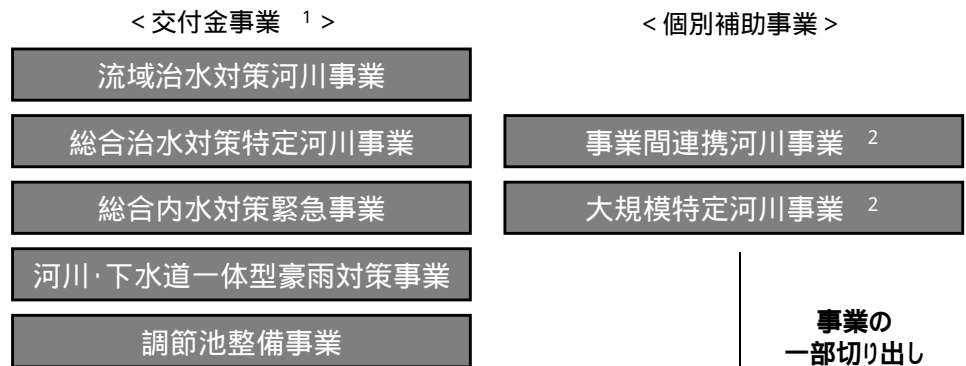 <交付金事業 1>
流域治水対策河川事業
総合治水対策特定河川事業
総合内水対策緊急事業
河川・下水道一体型豪雨対策事業
調節池整備事業
<個別補助事業>
事業間連携河川事業 2
大規模特定河川事業 2
事業の
一部切り出し